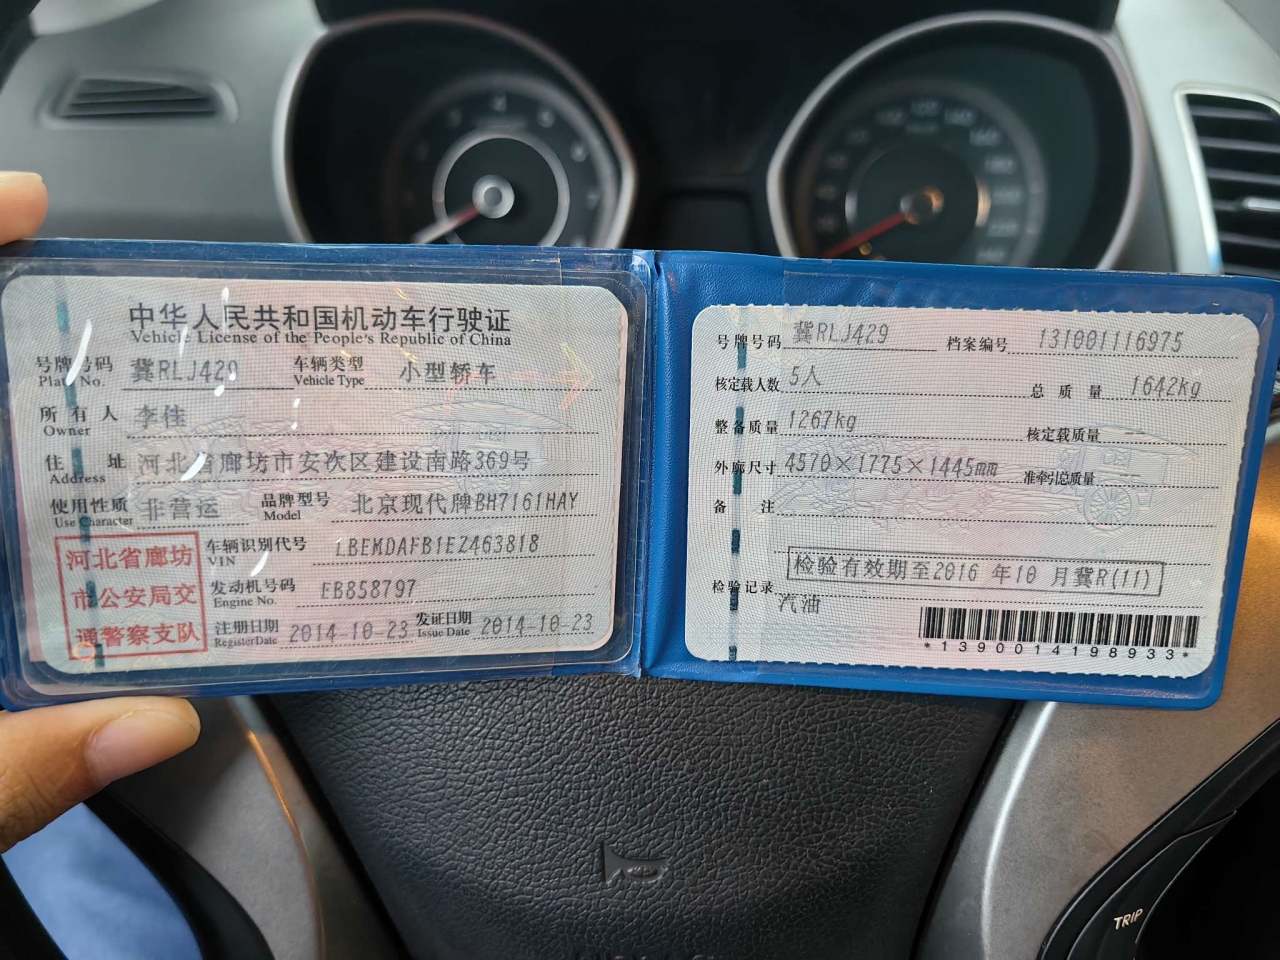 中华人民共和国机动车行驶证
Vehicle License of the People's Republic of China
号牌号码 冀RLJ429 车辆类型 小型轿车
Plate No. Vehicle Type
所有人 李佳
Owner
住址 河北省廊坊市安次区建设南路369号
Address
使用性质 非营运 品牌型号 北京现代牌BH7161HAY
Use Character Model
河北省廊坊
市公安局交
通警察支队
车辆识别代号 LBEMDAFB1EZ463818
VIN
发动机号码 EB858797
Engine No.
注册日期 2014-10-23 发证日期 2014-10-23
Register Date Issue Date
号牌号码 冀RLJ429 档案编号 131001116975
核定载人数 5人 总质量 1642kg
整备质量 1267kg 核定载质量
外廓尺寸 4570×1775×1445mm 准牵引总质量
备注
检验有效期至2016 年10 月冀R(11)
检验记录
汽油
*1390014198933*
TRIP